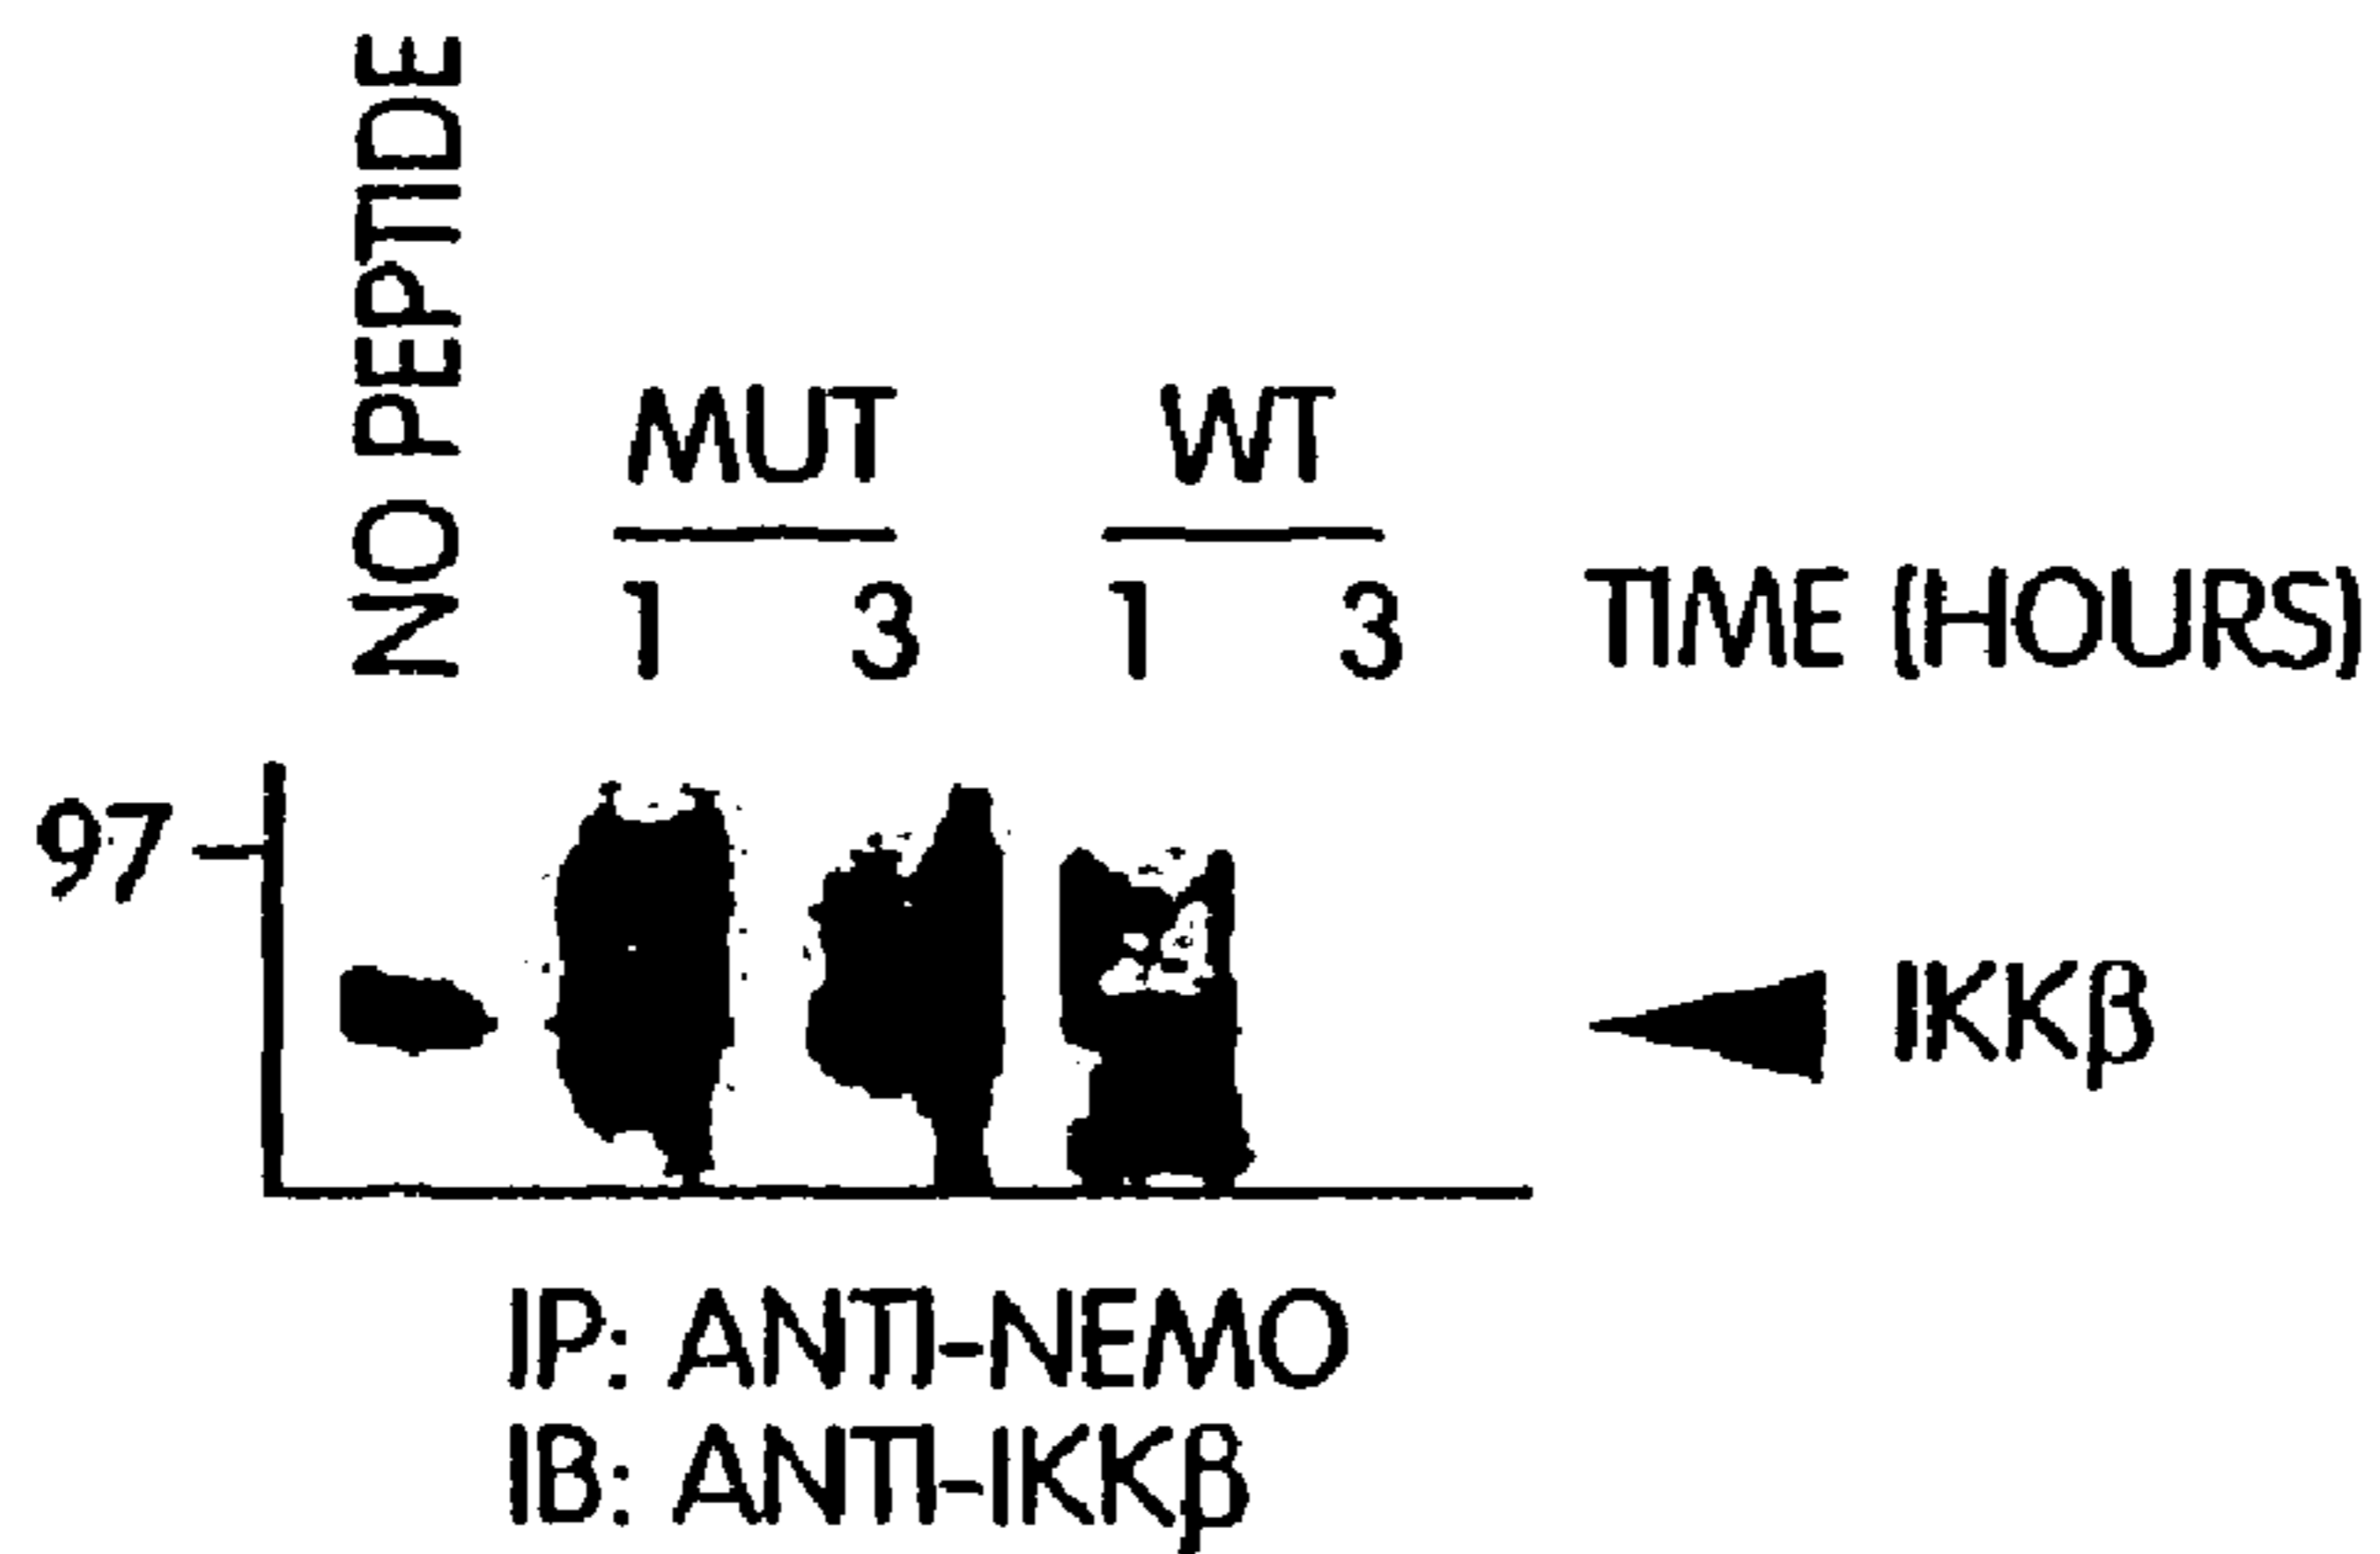 NO PEPTIDE
MUT WT
1 3 1 3 TIME (HOURS)
97
IKKβ
IP: ANTI-NEMO
IB: ANTI-IKKβ